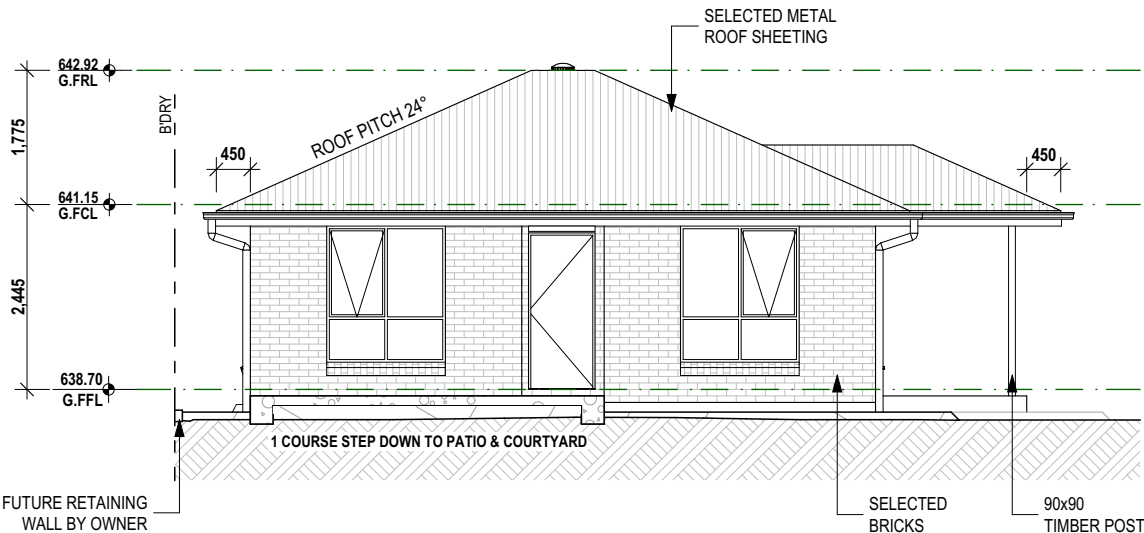 SELECTED METAL
ROOF SHEETING
642.92
G.FRL
B'DRY
ROOF PITCH 24°
1,775
450
450
641.15
G.FCL
2,445
638.70
G.FFL
1 COURSE STEP DOWN TO PATIO & COURTYARD
FUTURE RETAINING
WALL BY OWNER
SELECTED
BRICKS
90x90
TIMBER POST